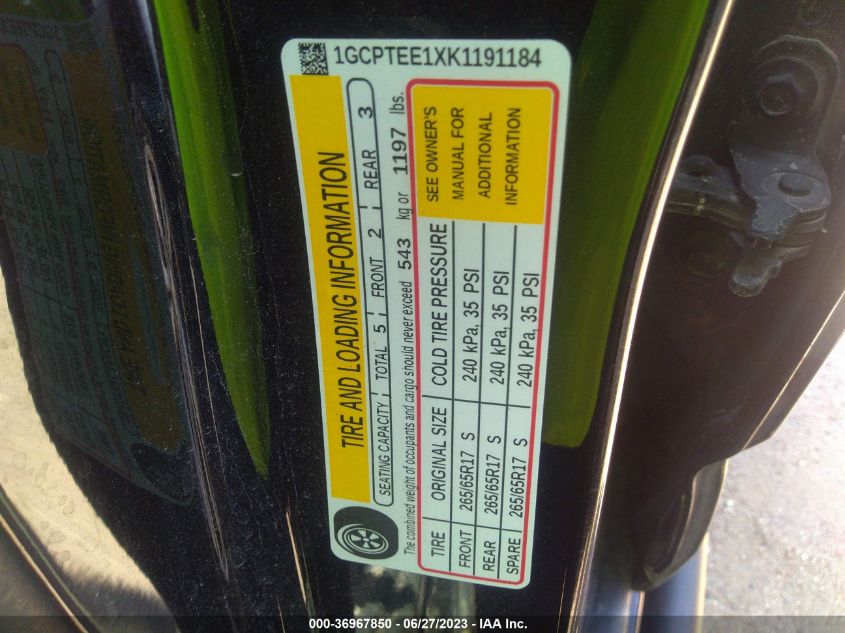 1GCPTEE1XK1191184
TIRE AND LOADING INFORMATION
SEATING CAPACITY TOTAL 5 FRONT 2 REAR 3
The combined weight of occupants and cargo should never exceed 543 kg or 1197 lbs.
TIRE ORIGINAL SIZE COLD TIRE PRESSURE
FRONT 265/65R17 S 240 kPa, 35 PSI
REAR 265/65R17 S 240 kPa, 35 PSI
SPARE 265/65R17 S 240 kPa, 35 PSI
SEE OWNER'S
MANUAL FOR
ADDITIONAL
INFORMATION
000-36967850 - 06/27/2023 - IAA Inc.